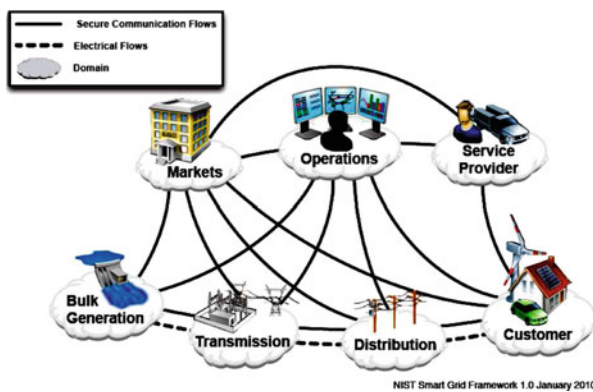 Secure Communication Flows
Electrical Flows
Domain
Markets
Operations
Service
Provider
Bulk
Generation
Transmission
Distribution
Customer
NIST Smart Grid Framework 1.0 January 2010